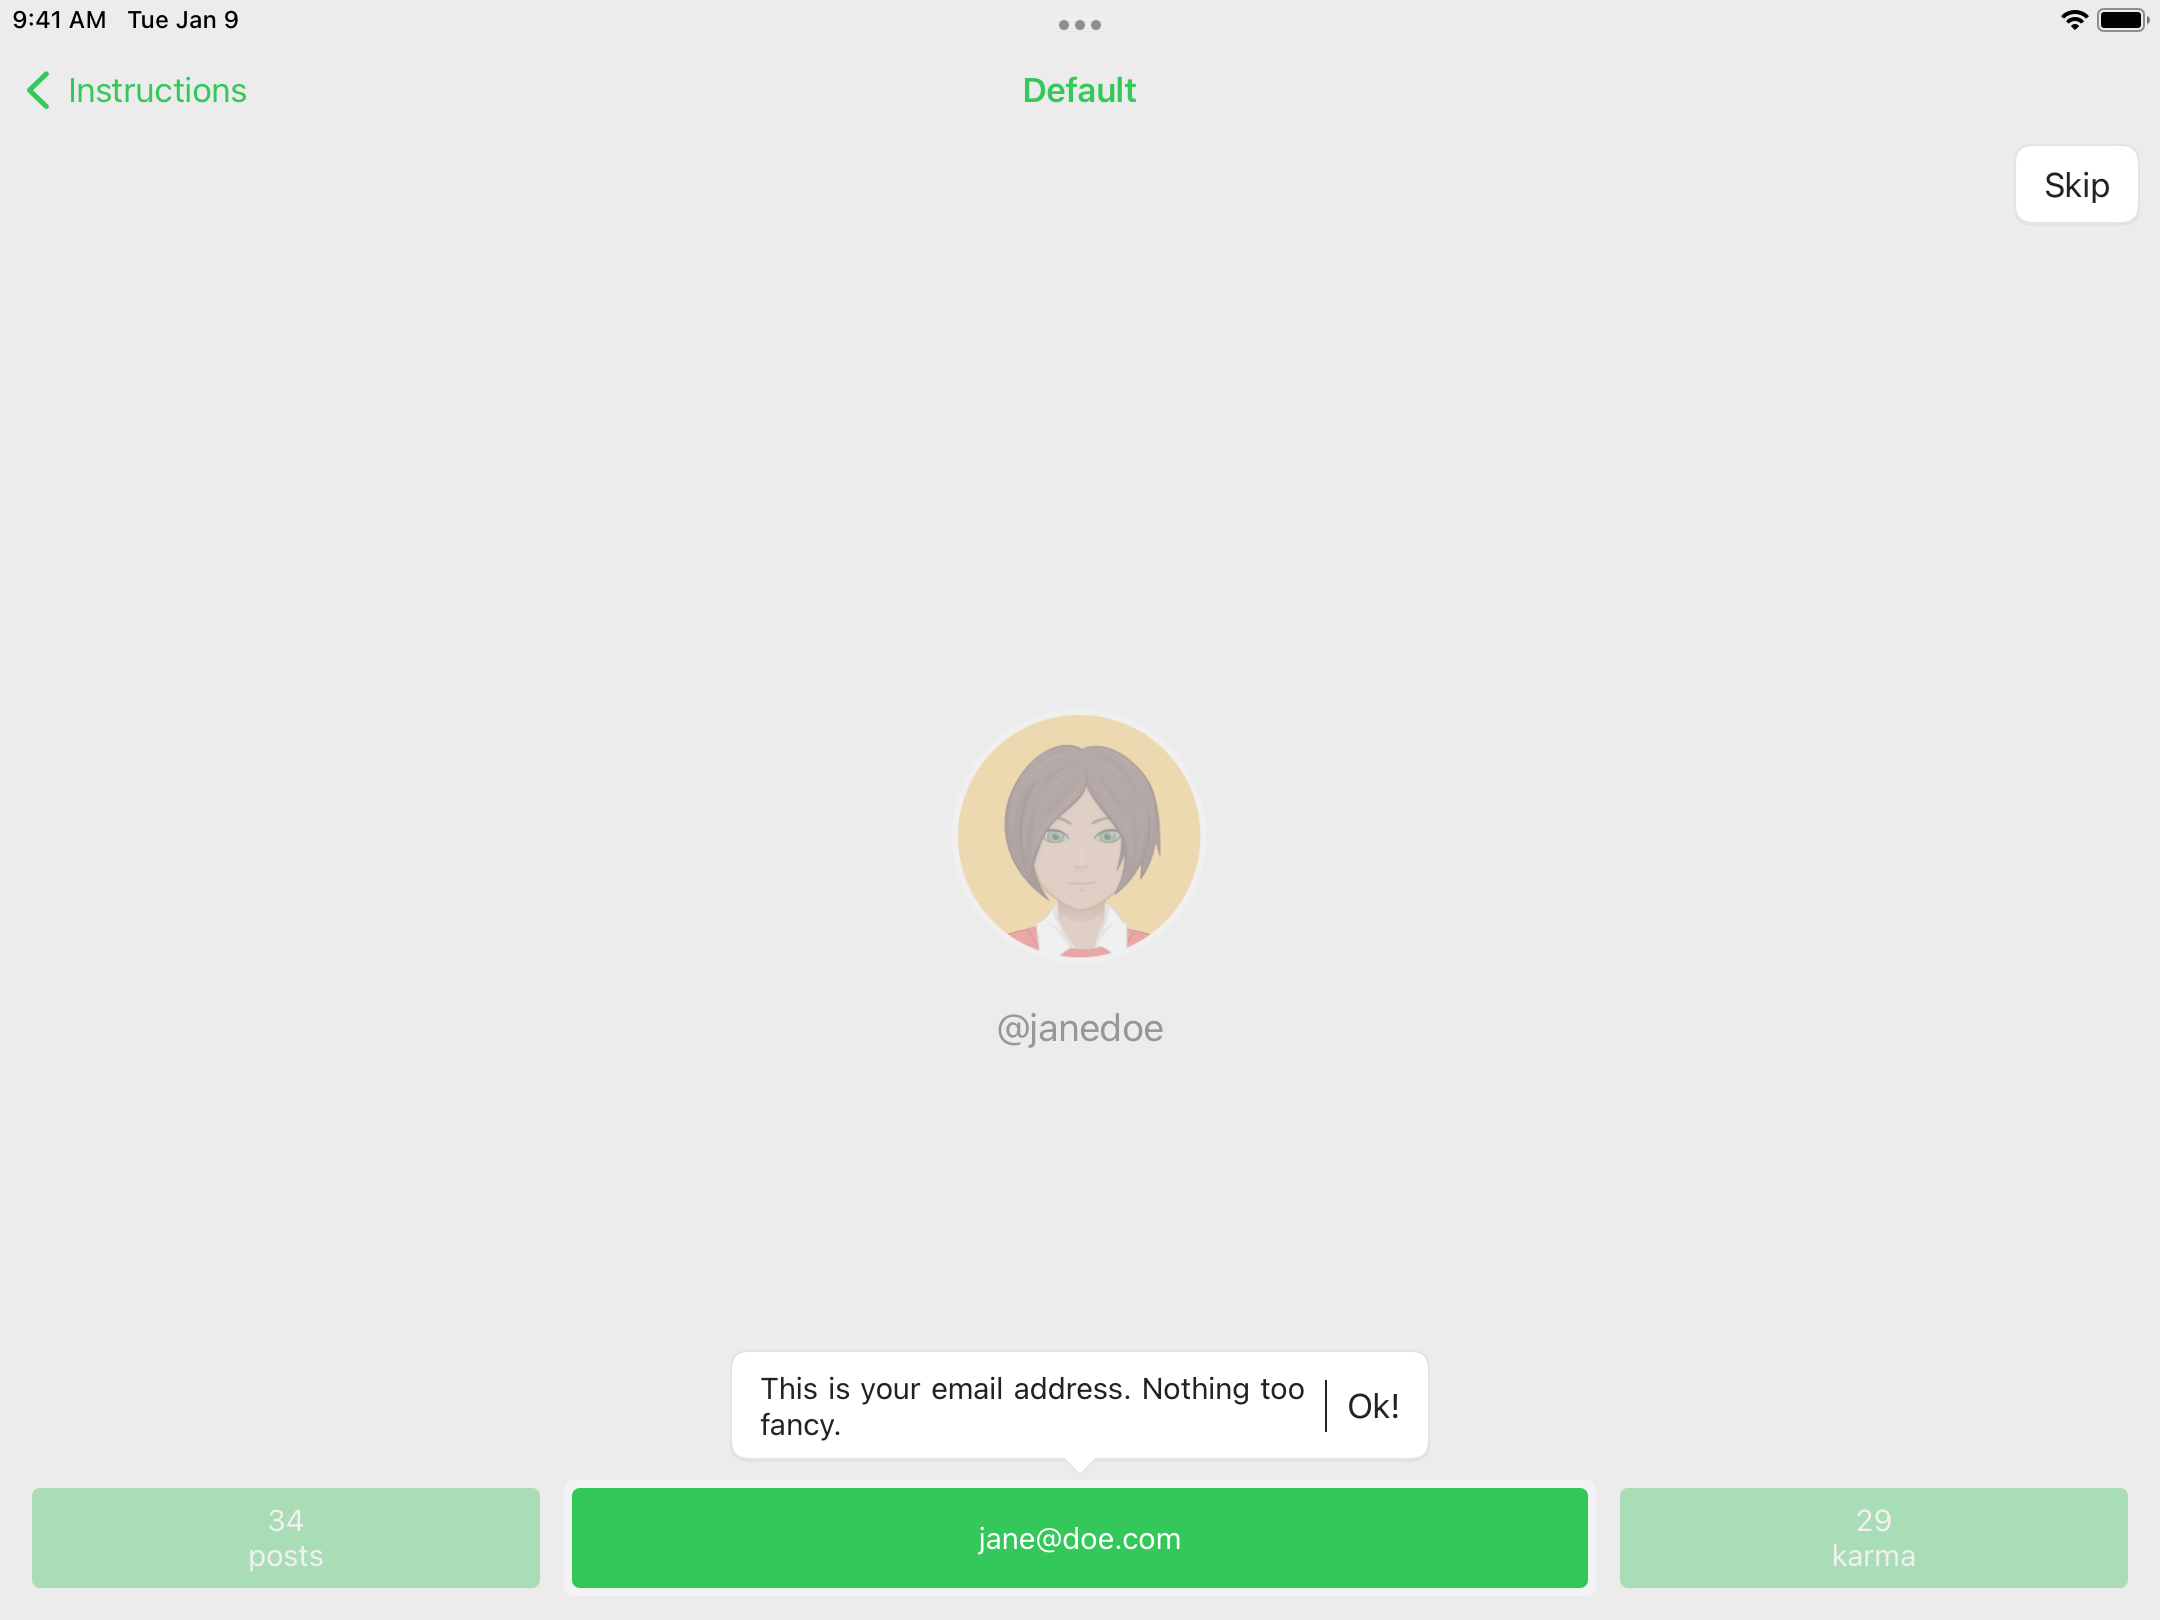 9:41 AM Tue Jan 9
Instructions
Default
Skip
@janedoe
This is your email address. Nothing too
fancy.
Ok!
34
posts
jane@doe.com
29
karma